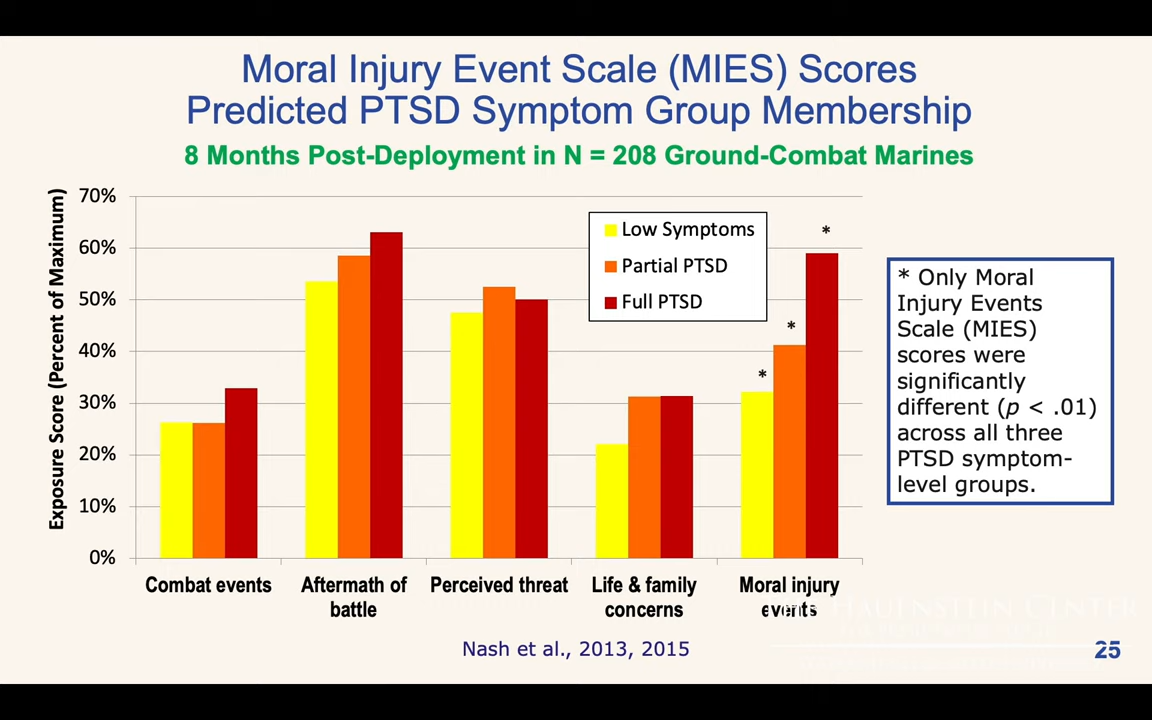 Moral Injury Event Scale (MIES) Scores
Predicted PTSD Symptom Group Membership
8 Months Post-Deployment in N = 208 Ground-Combat Marines
Exposure Score (Percent of Maximum)
70%
60%
50%
40%
30%
20%
10%
0%
Low Symptoms
Partial PTSD
Full PTSD
*
*
*
Combat events
Aftermath of
battle
Perceived threat
Life & family
concerns
Moral injury
events
* Only Moral
Injury Events
Scale (MIES)
scores were
significantly
different (p < .01)
across all three
PTSD symptom-
level groups.
Hauenstein Center
Nash et al., 2013, 2015
25